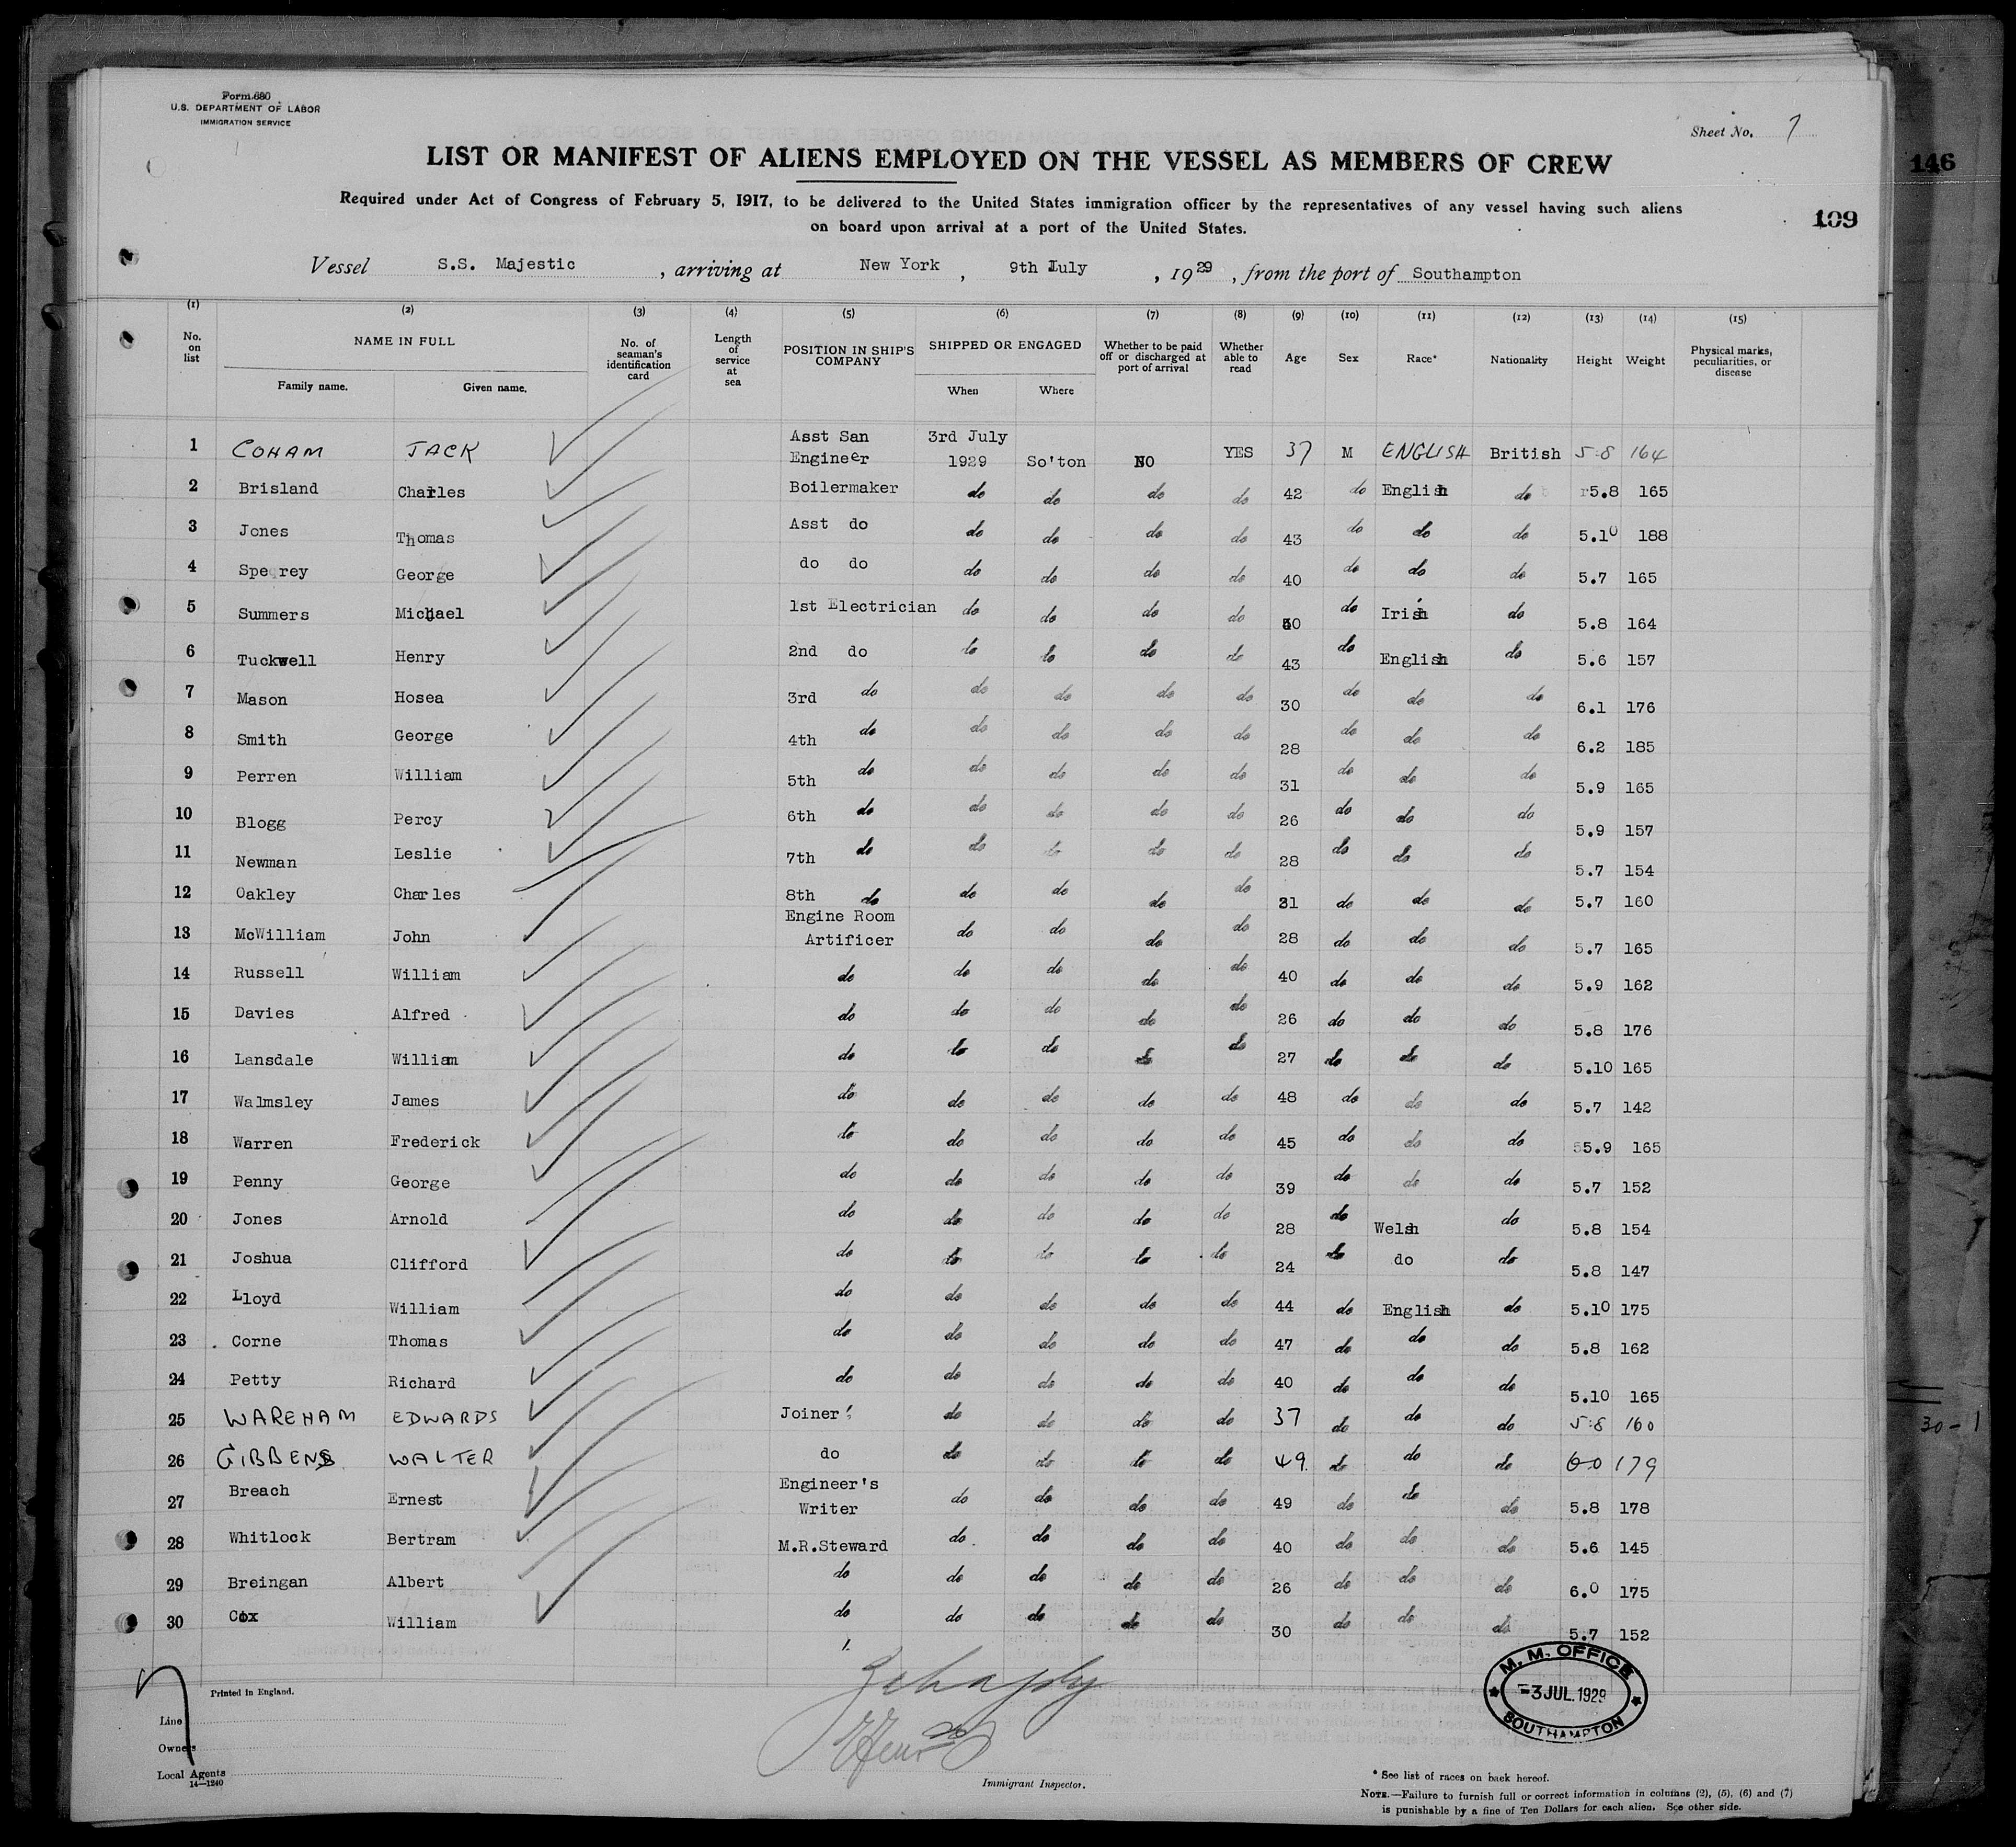 Form 680
U.S. DEPARTMENT OF LABOR
IMMIGRATION SERVICE
Sheet No. 7
146
LIST OR MANIFEST OF ALIENS EMPLOYED ON THE VESSEL AS MEMBERS OF CREW
Required under Act of Congress of February 5, 1917, to be delivered to the United States immigration officer by the representatives of any vessel having such aliens
on board upon arrival at a port of the United States.
109
Vessel S.S. Majestic , arriving at New York , 9th July , 1929 , from the port of Southampton
(1) (2) (3) (4) (5) (6) (7) (8) (9) (10) (11) (12) (13) (14) (15)
No. on list NAME IN FULL Family name. Given name. No. of seaman's identification card Length of service at sea POSITION IN SHIP'S COMPANY SHIPPED OR ENGAGED When Where Whether to be paid off or discharged at port of arrival Whether able to read Age Sex Race* Nationality Height Weight Physical marks, peculiarities, or disease
1 COHAM JACK Asst San Engineer 3rd July 1929 So'ton NO YES 37 M ENGLISH British 5-8 164
2 Brisland Charles Boilermaker do do do do 42 do English do 5.8 165
3 Jones Thomas Asst do do do do do 43 do do do 5.10 188
4 Sperrey George do do do do do do 40 do do do 5.7 165
5 Summers Michael 1st Electrician do do do do do Irish do 5.8 164
6 Tuckwell Henry 2nd do do do do do 43 do English do 5.6 157
7 Mason Hosea 3rd do do do do do 30 do do do 6.1 176
8 Smith George 4th do do do do do 28 do do do 6.2 185
9 Perren William 5th do do do do do 31 do do do 5.9 165
10 Blogg Percy 6th do do do do do 26 do do do 5.9 157
11 Newman Leslie 7th do do do do do 28 do do do 5.7 154
12 Oakley Charles 8th do do do do do 31 do do do 5.7 160
13 McWilliam John Engine Room Artificer do do do do 28 do do do 5.7 165
14 Russell William do do do do do 40 do do do 5.9 162
15 Davies Alfred do do do do do 26 do do do 5.8 176
16 Lansdale William do do do do do 27 do do do 5.10 165
17 Walmsley James do do do do do 48 do do do 5.7 142
18 Warren Frederick do do do do do 45 do do do 5.9 165
19 Penny George do do do do do 39 do do do 5.7 152
20 Jones Arnold do do do do do 28 do Welsh do 5.8 154
21 Joshua Clifford do do do do do 24 do do do 5.8 147
22 Lloyd William do do do do do 44 do English do 5.10 175
23 Corne Thomas do do do do do 47 do do do 5.8 162
24 Petty Richard do do do do do 40 do do do 5.10 165
25 WAREHAM EDWARDS Joiner do do do do 37 do do do 5.8 160
26 GIBBENS WALTER do do do do do 49 do do do 6-0 179
27 Breach Ernest Engineer's Writer do do do do 49 do do do 5.8 178
28 Whitlock Bertram M.R.Steward do do do do 40 do do do 5.6 145
29 Breingan Albert do do do do do 26 do do do 6.0 175
30 Cox William do do do do do 30 do do do 5.7 152
30 - 1
Printed in England.
Line
Owners
Local Agents
14—1240
Immigrant Inspector.
M. M. OFFICE
3 JUL. 1929
SOUTHAMPTON
* See list of races on back hereof.
NOTE.—Failure to furnish full or correct information in columns (2), (5), (6) and (7)
is punishable by a fine of Ten Dollars for each alien. See other side.